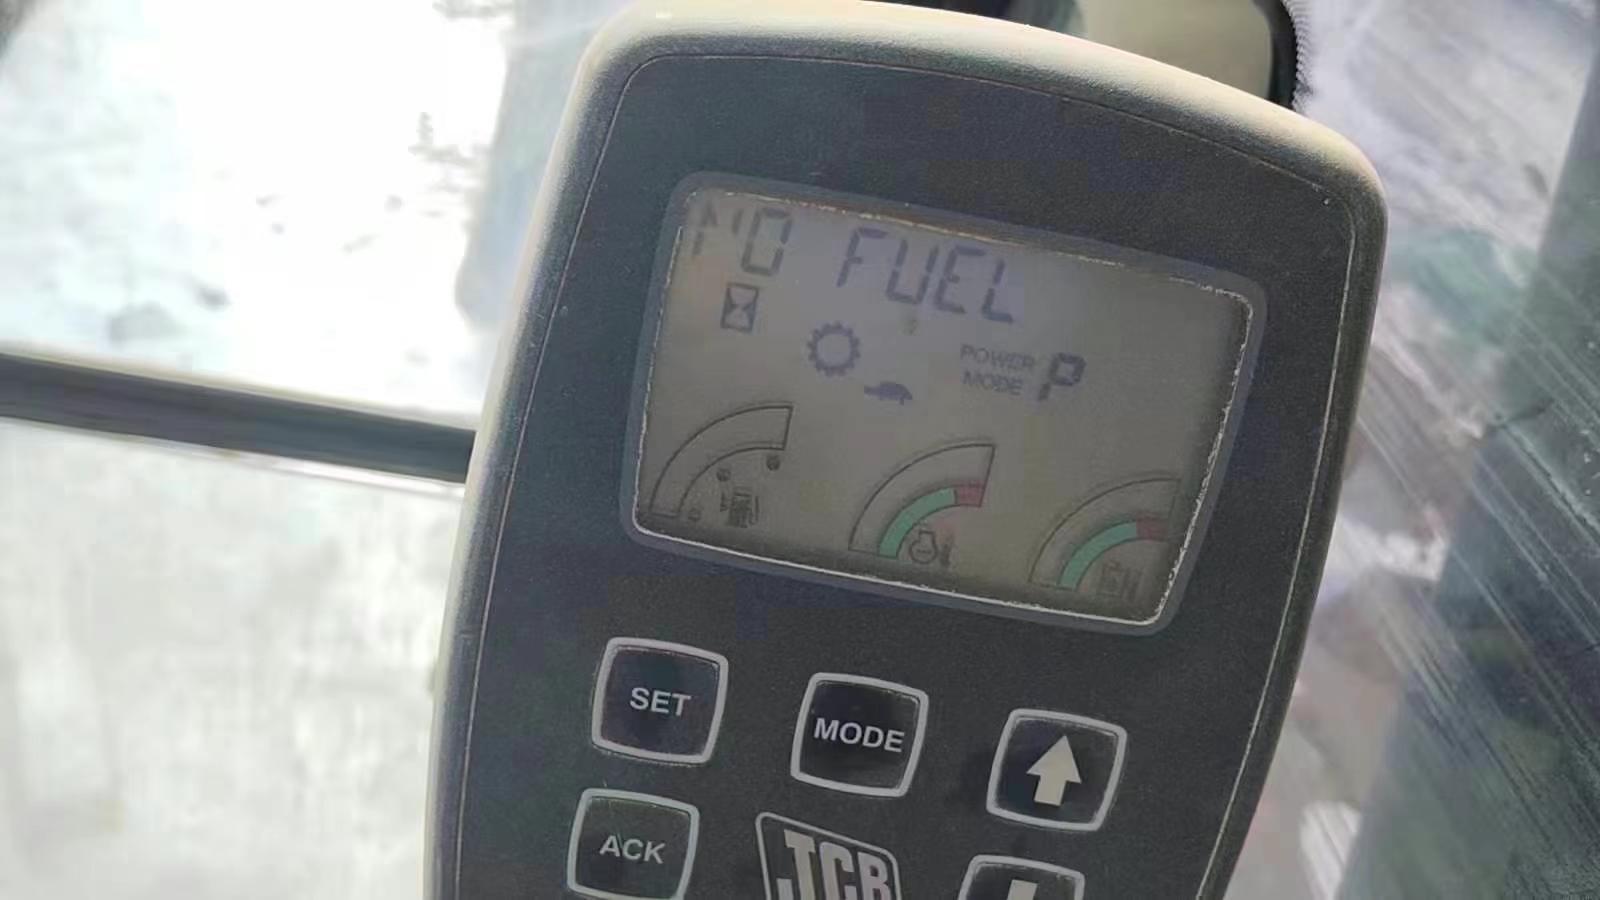 NO FUEL
POWER
MODE P
SET
MODE
ACK
JCB